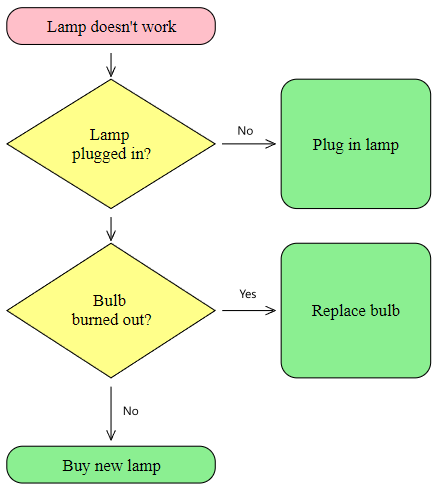 Lamp doesn't work
Lamp
plugged in?
No
Plug in lamp
Bulb
burned out?
Yes
Replace bulb
No
Buy new lamp